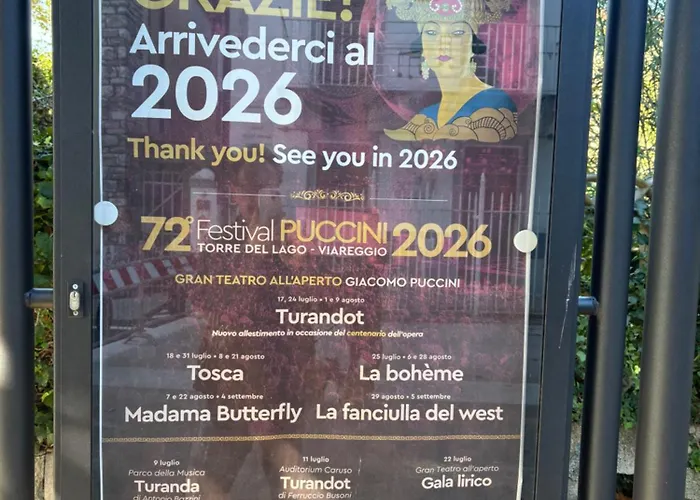 GRAZIE!
Arrivederci al
2026
Thank you! See you in 2026
72° Festival PUCCINI 2026
TORRE DEL LAGO - VIAREGGIO
GRAN TEATRO ALL'APERTO GIACOMO PUCCINI
17, 24 luglio • 1 e 9 agosto
Turandot
Nuovo allestimento in occasione del centenario dell'opera
18 e 31 luglio • 8 e 21 agosto
Tosca
25 luglio • 6 e 28 agosto
La bohème
7 e 22 agosto • 4 settembre
Madama Butterfly
29 agosto • 5 settembre
La fanciulla del west
9 luglio
Parco della Musica
Turanda
di Antonio Bazzini
11 luglio
Auditorium Caruso
Turandot
di Ferruccio Busoni
22 luglio
Gran Teatro all'aperto
Gala lirico